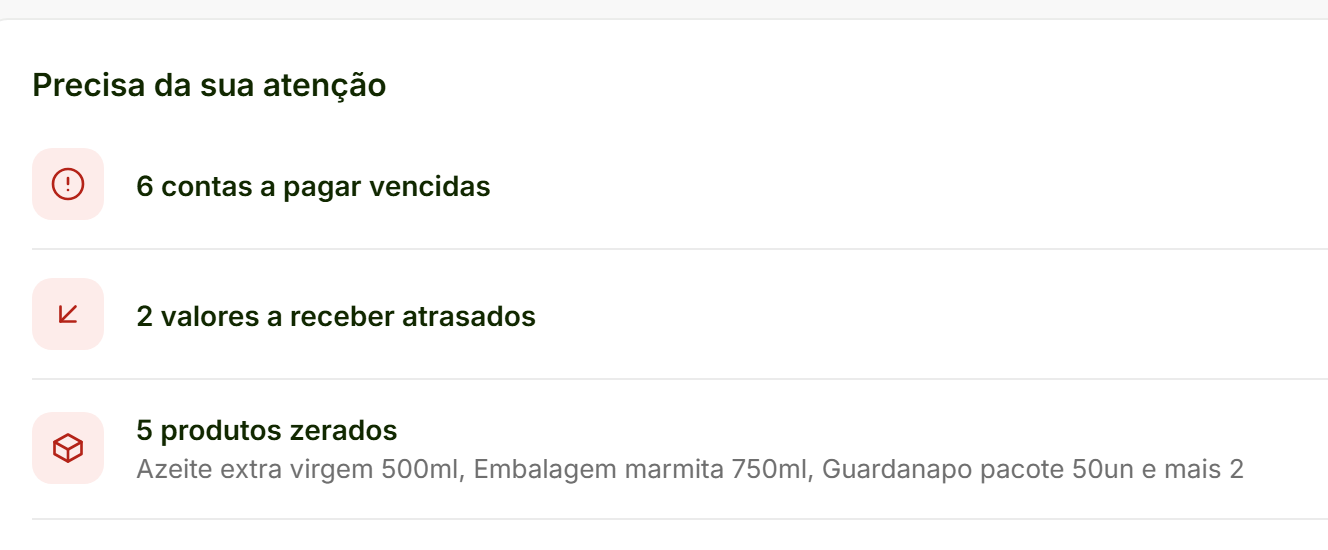 Precisa da sua atenção
6 contas a pagar vencidas
2 valores a receber atrasados
5 produtos zerados
Azeite extra virgem 500ml, Embalagem marmita 750ml, Guardanapo pacote 50un e mais 2